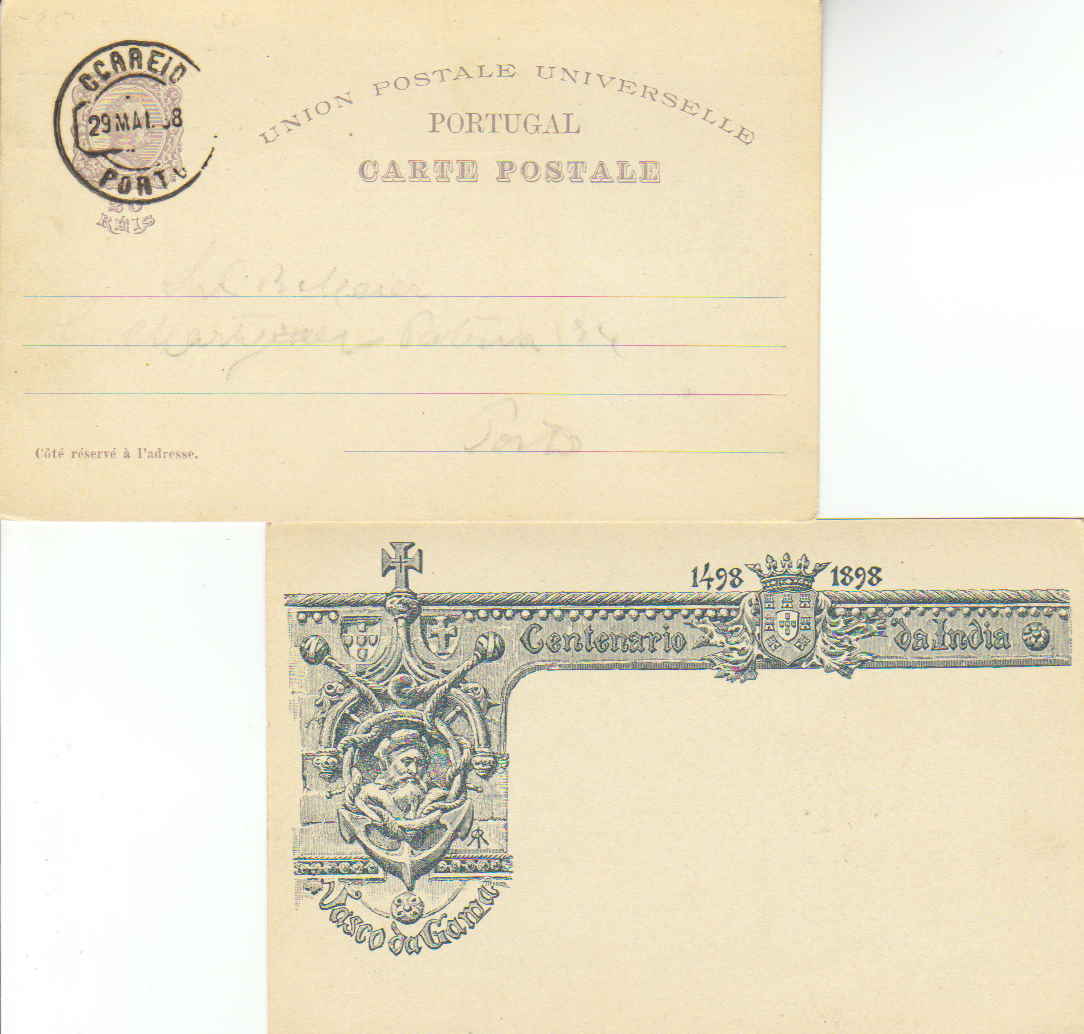 CORREIO
29 MAI. 98
PORTO
20
RÉIS
UNION POSTALE UNIVERSELLE
PORTUGAL
CARTE POSTALE
Porto
Côté réservé à l'adresse.
1498 1898
Centenario da India
Vasco da Gama